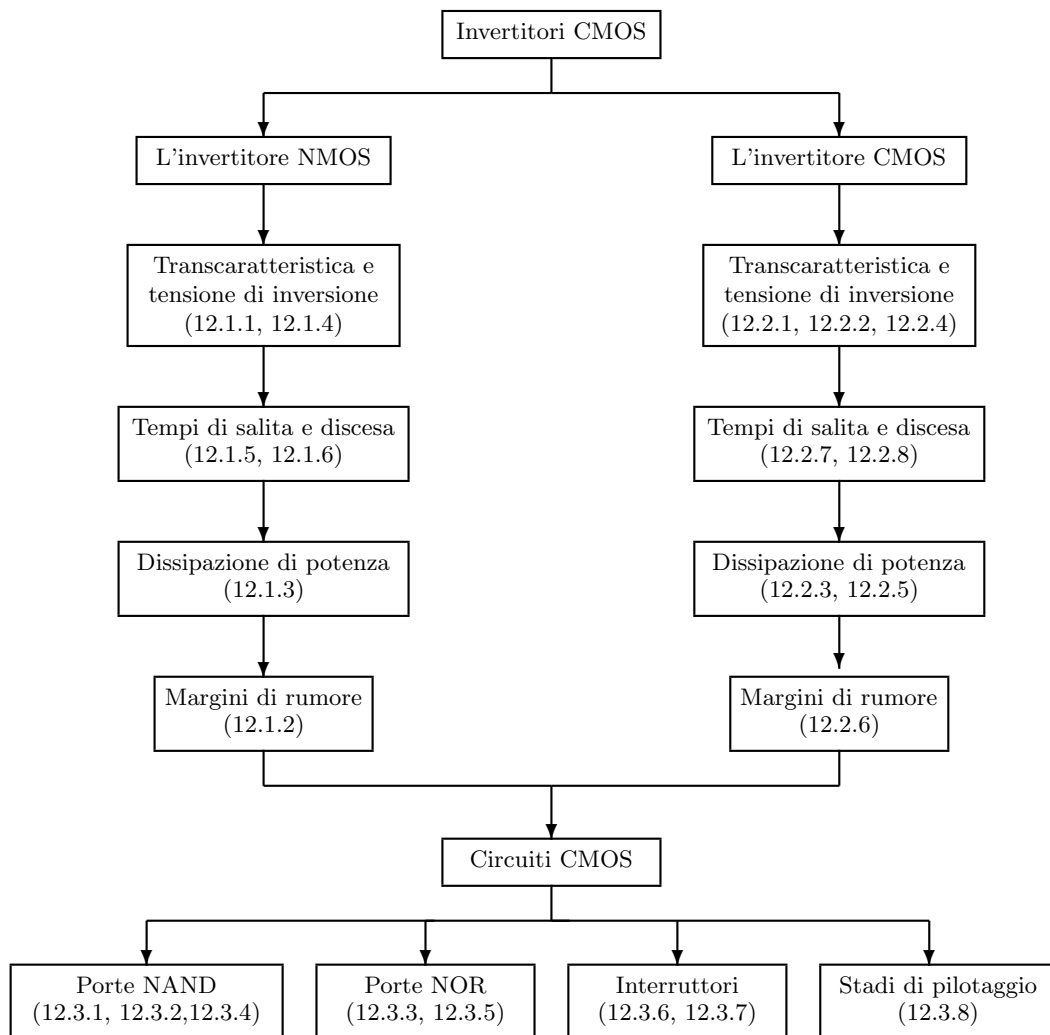 Invertitori CMOS
L'invertitore NMOS
L'invertitore CMOS
Transcaratteristica e
tensione di inversione
(12.1.1, 12.1.4)
Transcaratteristica e
tensione di inversione
(12.2.1, 12.2.2, 12.2.4)
Tempi di salita e discesa
(12.1.5, 12.1.6)
Tempi di salita e discesa
(12.2.7, 12.2.8)
Dissipazione di potenza
(12.1.3)
Dissipazione di potenza
(12.2.3, 12.2.5)
Margini di rumore
(12.1.2)
Margini di rumore
(12.2.6)
Circuiti CMOS
Porte NAND
(12.3.1, 12.3.2,12.3.4)
Porte NOR
(12.3.3, 12.3.5)
Interruttori
(12.3.6, 12.3.7)
Stadi di pilotaggio
(12.3.8)